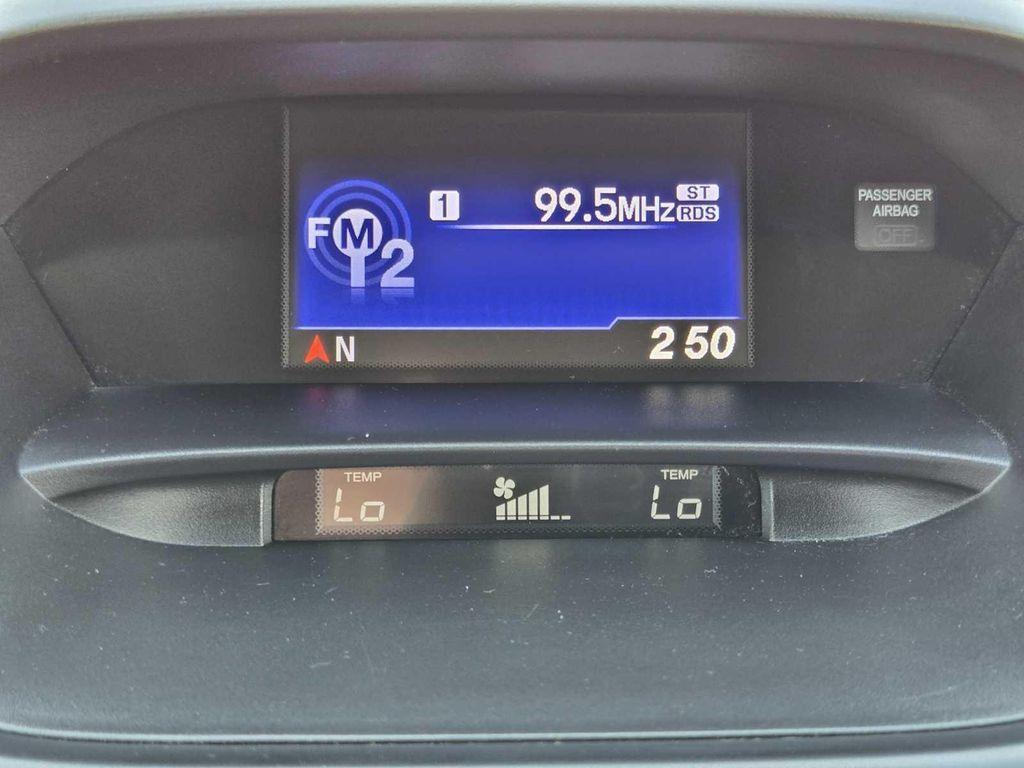 FM2
1
99.5MHz
ST
RDS
PASSENGER
AIRBAG
OFF
N
2 50
TEMP
Lo
TEMP
Lo